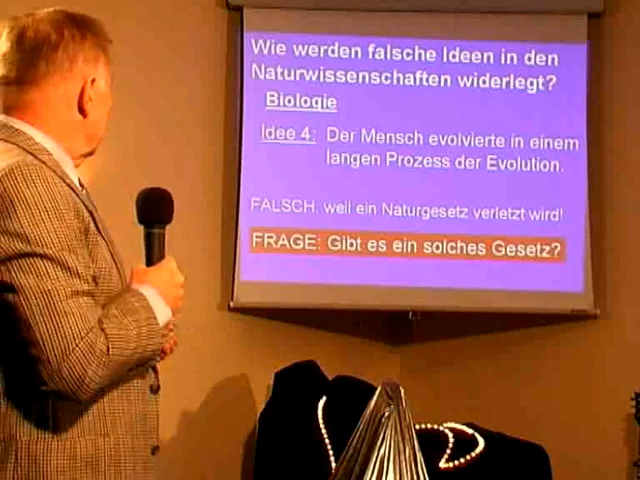 Wie werden falsche Ideen in den
Naturwissenschaften widerlegt?
Biologie
Idee 4: Der Mensch evolvierte in einem
langen Prozess der Evolution.
FALSCH, weil ein Naturgesetz verletzt wird!
FRAGE: Gibt es ein solches Gesetz?